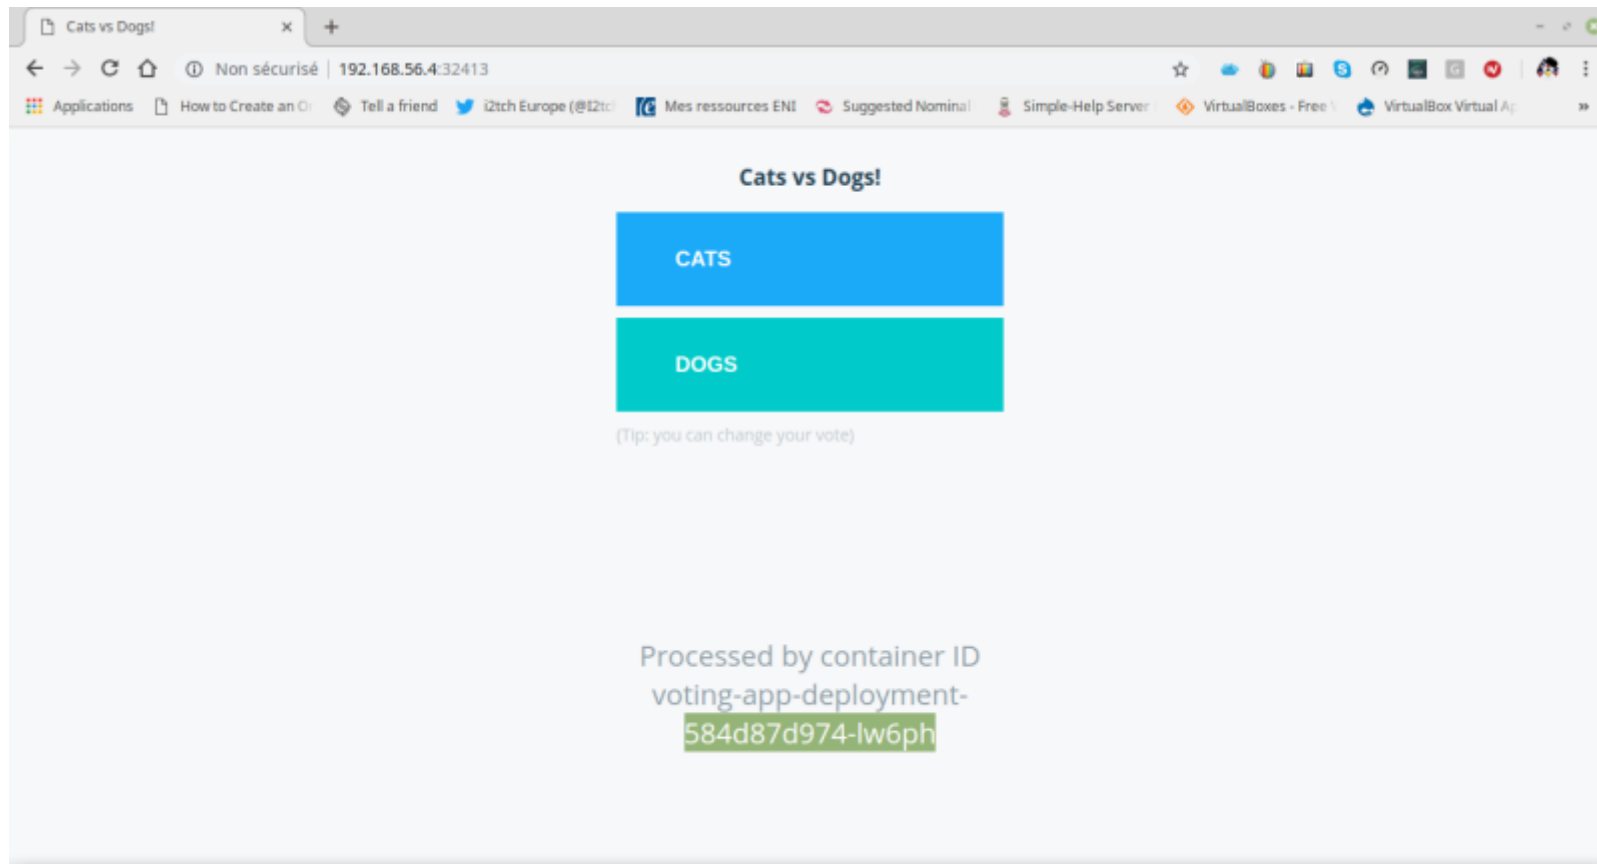 Cats vs Dogs!
Non sécurisé | 192.168.56.4:32413
Applications How to Create an O Tell a friend i2tch Europe (@I2tc Mes ressources ENI Suggested Nominal Simple-Help Server VirtualBoxes - Free VirtualBox Virtual Ap »
Cats vs Dogs!
CATS
DOGS
(Tip: you can change your vote)
Processed by container ID
voting-app-deployment-
584d87d974-lw6ph